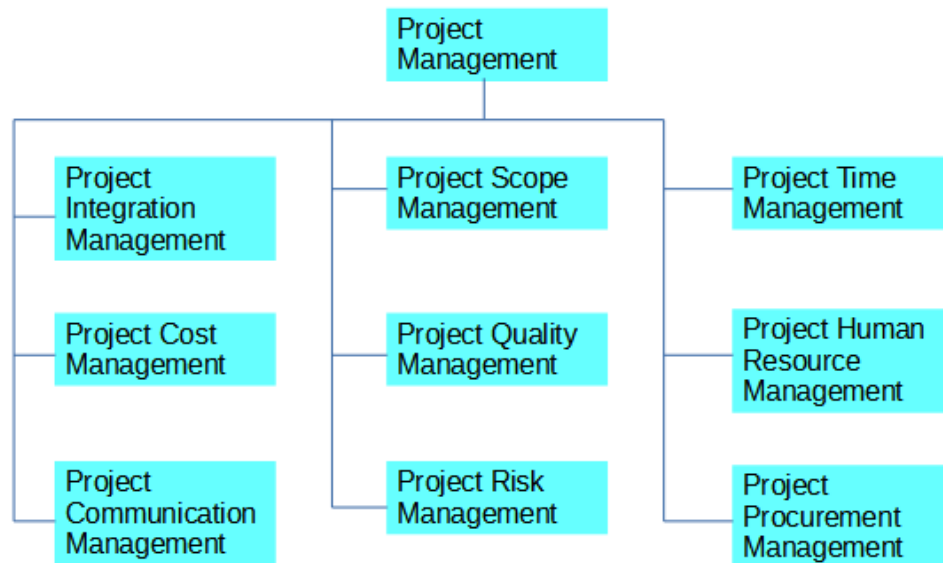 Project
Management
Project
Integration
Management
Project Scope
Management
Project Time
Management
Project Cost
Management
Project Quality
Management
Project Human
Resource
Management
Project
Communication
Management
Project Risk
Management
Project
Procurement
Management